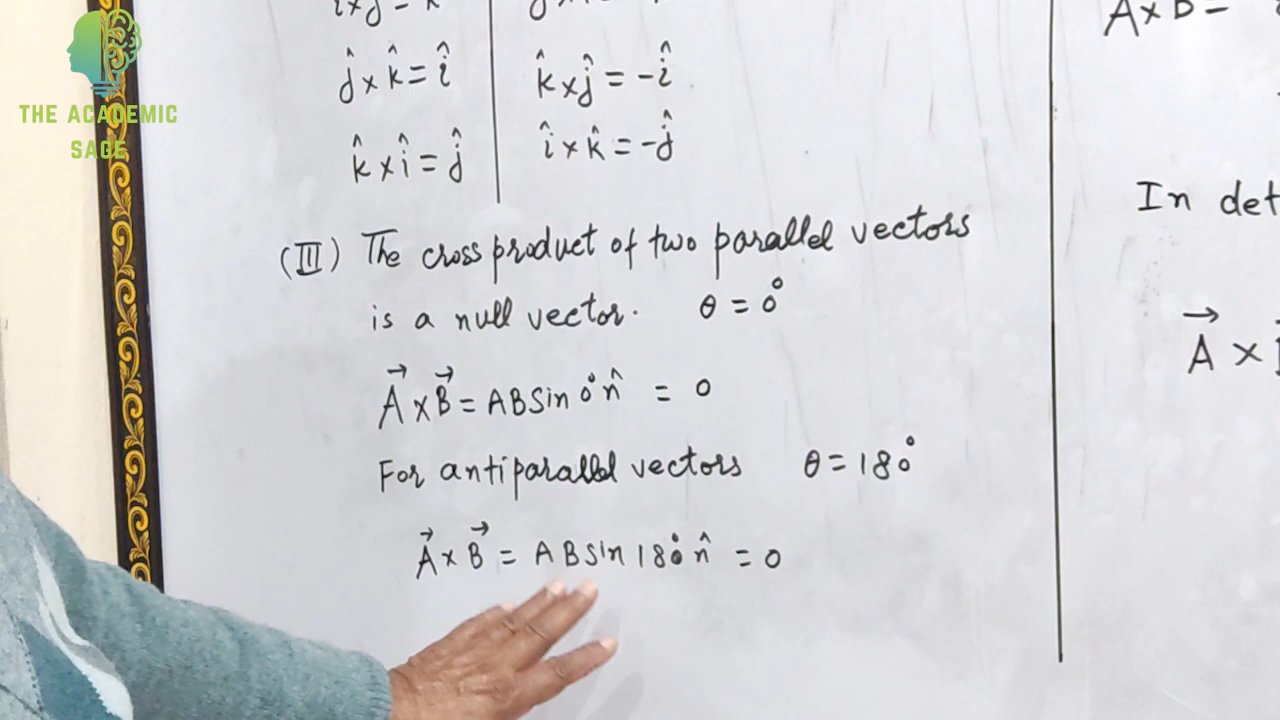 THE ACADEMIC
SAGE
ĵ × k̂ = î
k̂ × ĵ = -î
k̂ × î = ĵ
î × k̂ = -ĵ
(III) The cross product of two parallel vectors
is a null vector. θ = 0°
A⃗ × B⃗ = AB Sin 0° n̂ = 0
For antiparallel vectors θ = 180°
A⃗ × B⃗ = AB sin 180° n̂ = 0
A × B =
In det
A⃗ ×